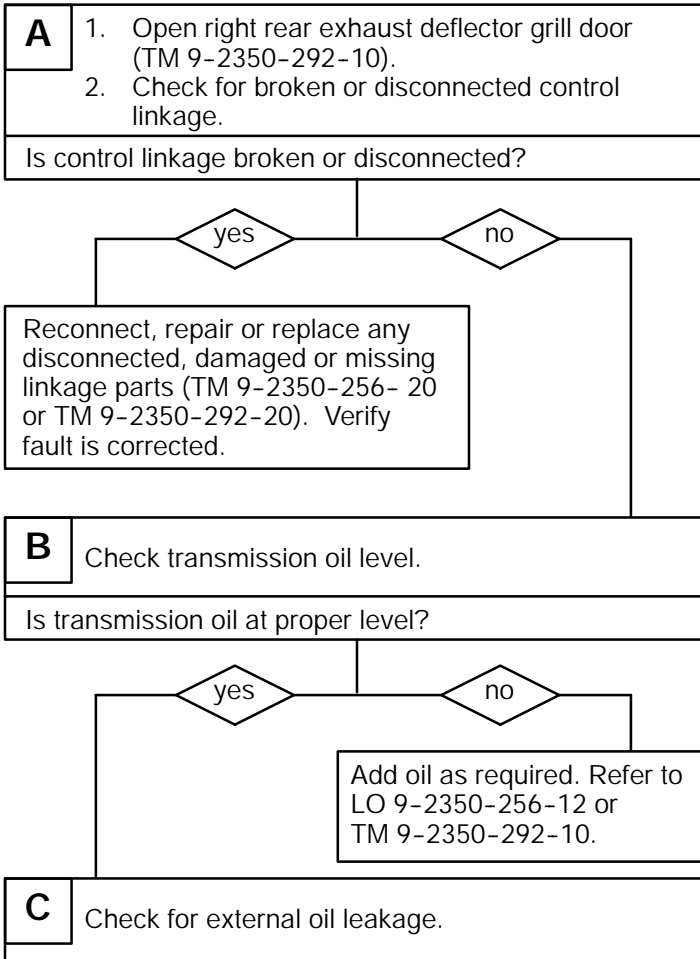 A
1. Open right rear exhaust deflector grill door
(TM 9-2350-292-10).
2. Check for broken or disconnected control
linkage.
Is control linkage broken or disconnected?
yes
no
Reconnect, repair or replace any
disconnected, damaged or missing
linkage parts (TM 9-2350-256- 20
or TM 9-2350-292-20). Verify
fault is corrected.
B
Check transmission oil level.
Is transmission oil at proper level?
yes
no
Add oil as required. Refer to
LO 9-2350-256-12 or
TM 9-2350-292-10.
C
Check for external oil leakage.